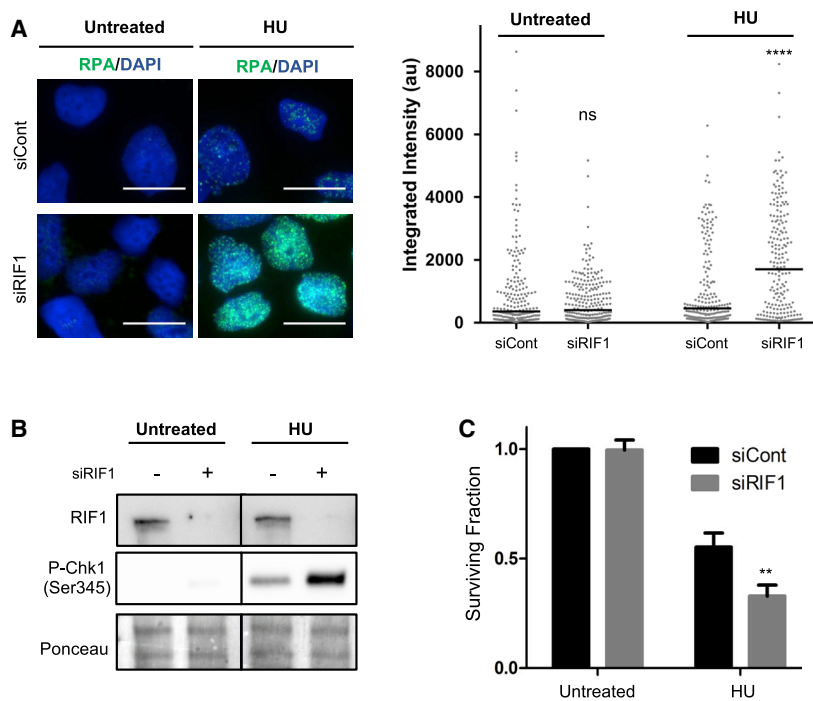 A
Untreated
HU
RPA/DAPI
RPA/DAPI
siCont
siRIF1
Untreated
HU
Integrated Intensity (au)
8000
6000
4000
2000
0
ns
****
siCont
siRIF1
siCont
siRIF1
B
Untreated
HU
siRIF1
-
+
-
+
RIF1
P-Chk1
(Ser345)
Ponceau
C
Surviving Fraction
1.0
0.5
0.0
siCont
siRIF1
**
Untreated
HU